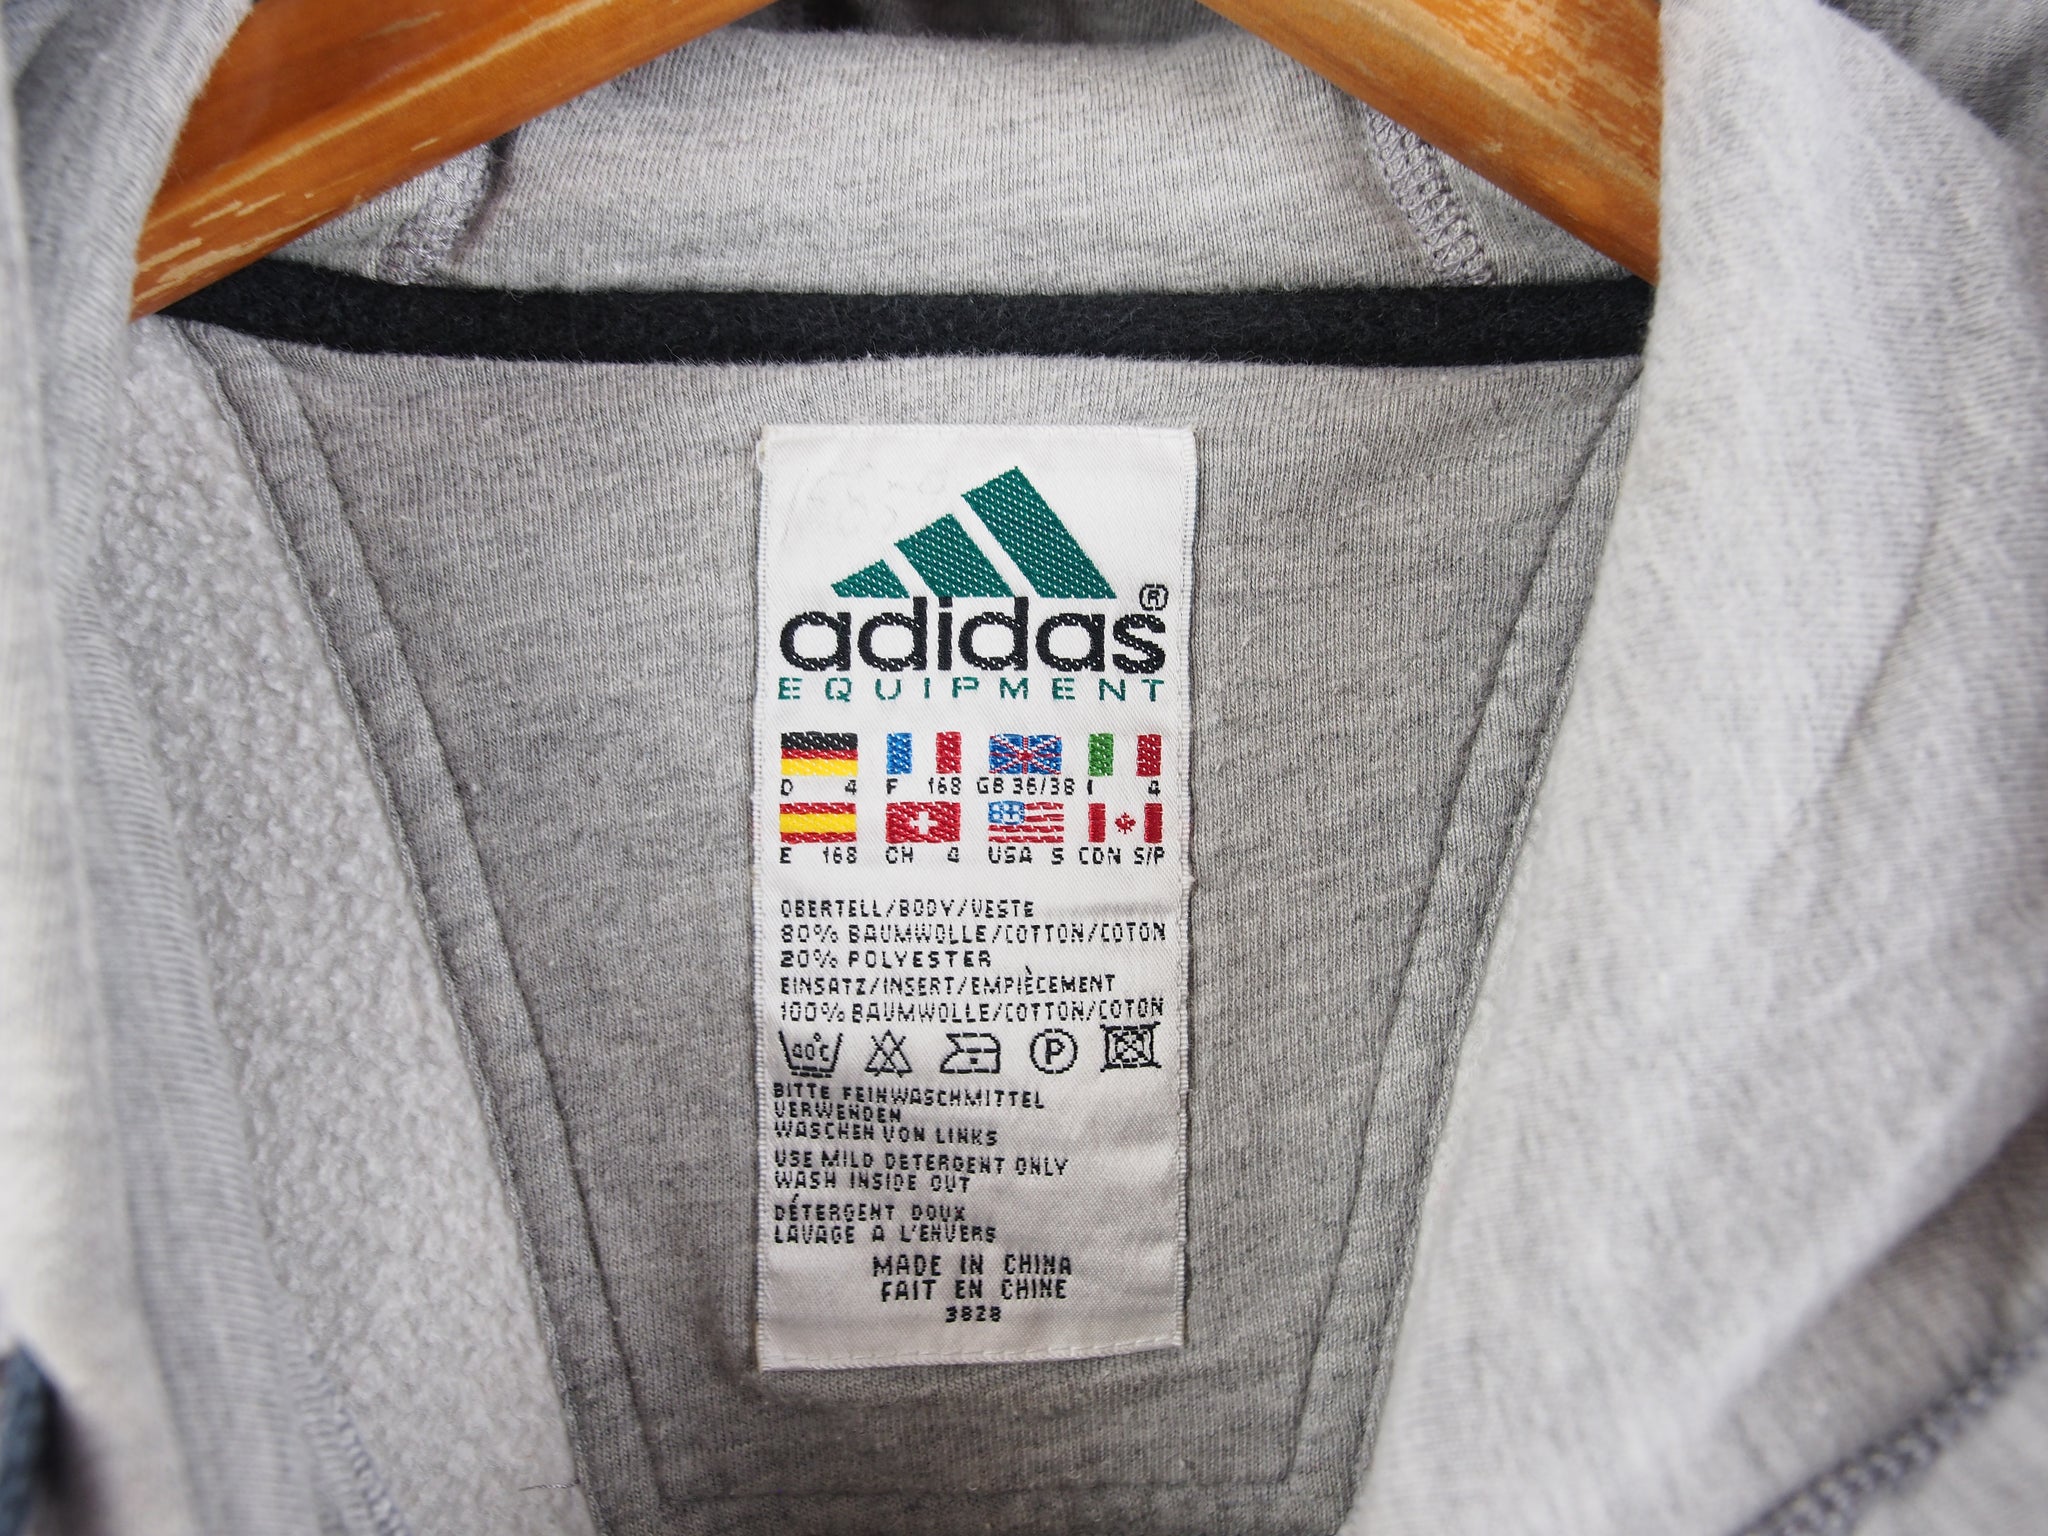 adidas®
EQUIPMENT
D 4 F 168 GB 36/38 I 4
E 168 CH 4 USA S CDN S/P
OBERTEIL/BODY/VESTE
80% BAUMWOLLE/COTTON/COTON
20% POLYESTER
EINSATZ/INSERT/EMPIÈCEMENT
100% BAUMWOLLE/COTTON/COTON
40°C P
BITTE FEINWASCHMITTEL
VERWENDEN
WASCHEN VON LINKS
USE MILD DETERGENT ONLY
WASH INSIDE OUT
DÉTERGENT DOUX
LAVAGE A L'ENVERS
MADE IN CHINA
FAIT EN CHINE
3828